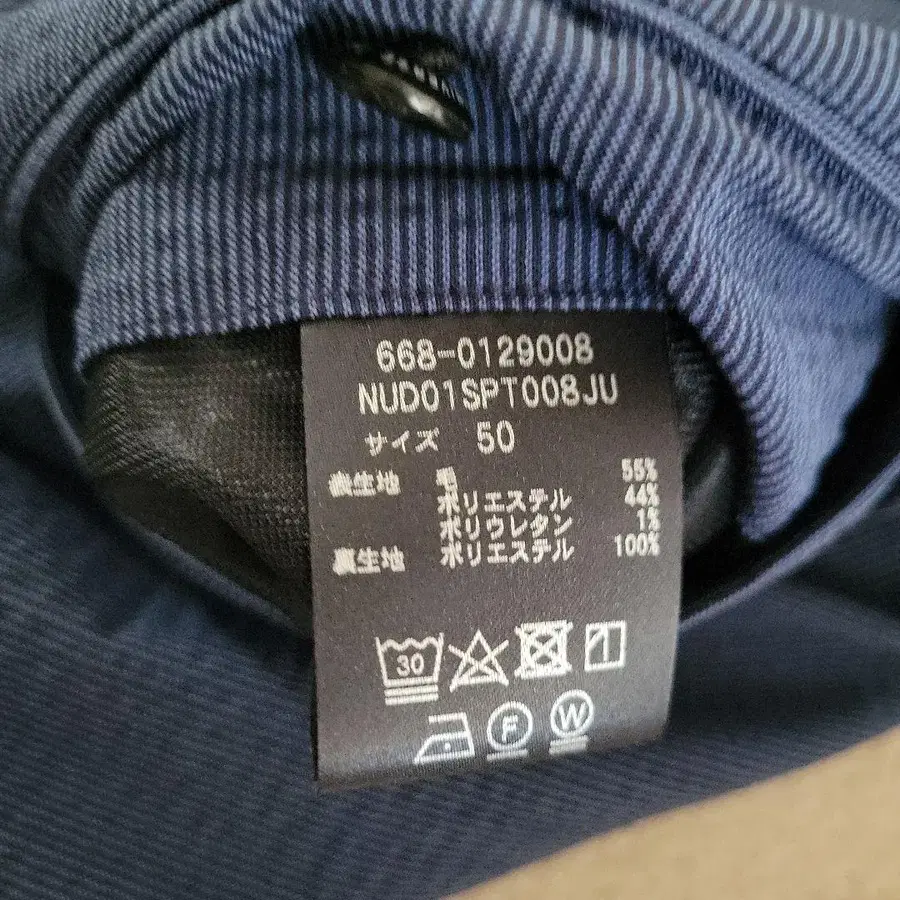 668-0129008
NUD01SPT008JU
サイズ 50
表生地 毛 55%
ポリエステル 44%
ポリウレタン 1%
裏生地 ポリエステル 100%
30
F W